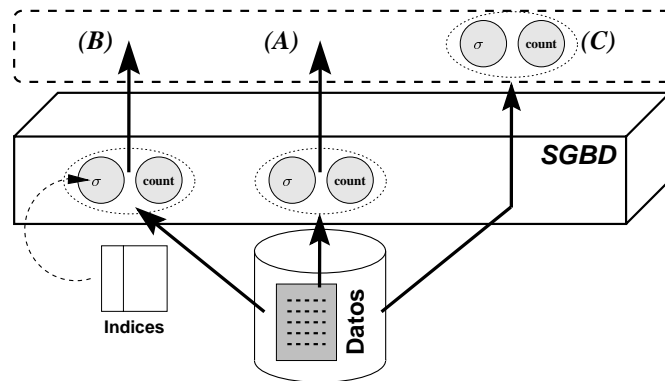 (B)
(A)
(C)
σ
count
SGBD
σ
count
σ
count
Indices
Datos